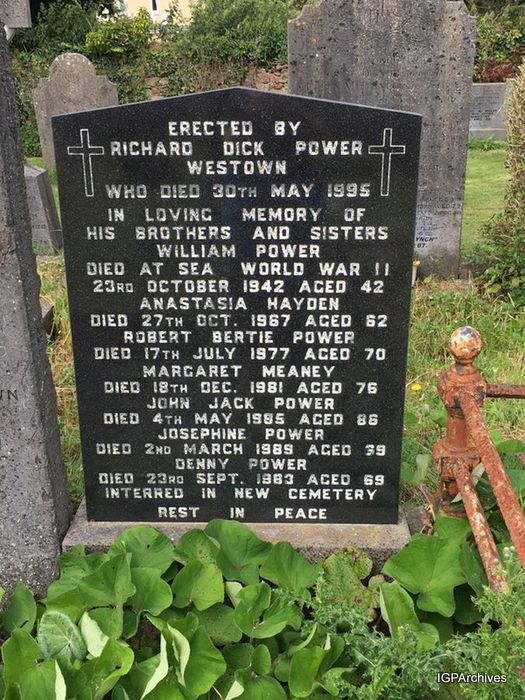 ERECTED BY
RICHARD DICK POWER
WESTOWN
WHO DIED 30TH MAY 1995
IN LOVING MEMORY OF
HIS BROTHERS AND SISTERS
WILLIAM POWER
DIED AT SEA WORLD WAR II
23RD OCTOBER 1942 AGED 42
ANASTASIA HAYDEN
DIED 27TH OCT. 1967 AGED 62
ROBERT BERTIE POWER
DIED 17TH JULY 1977 AGED 70
MARGARET MEANEY
DIED 18TH DEC. 1981 AGED 76
JOHN JACK POWER
DIED 4TH MAY 1985 AGED 86
JOSEPHINE POWER
DIED 2ND MARCH 1989 AGED 39
DENNY POWER
DIED 23RD SEPT. 1983 AGED 69
INTERRED IN NEW CEMETERY
REST IN PEACE
IGPArchives